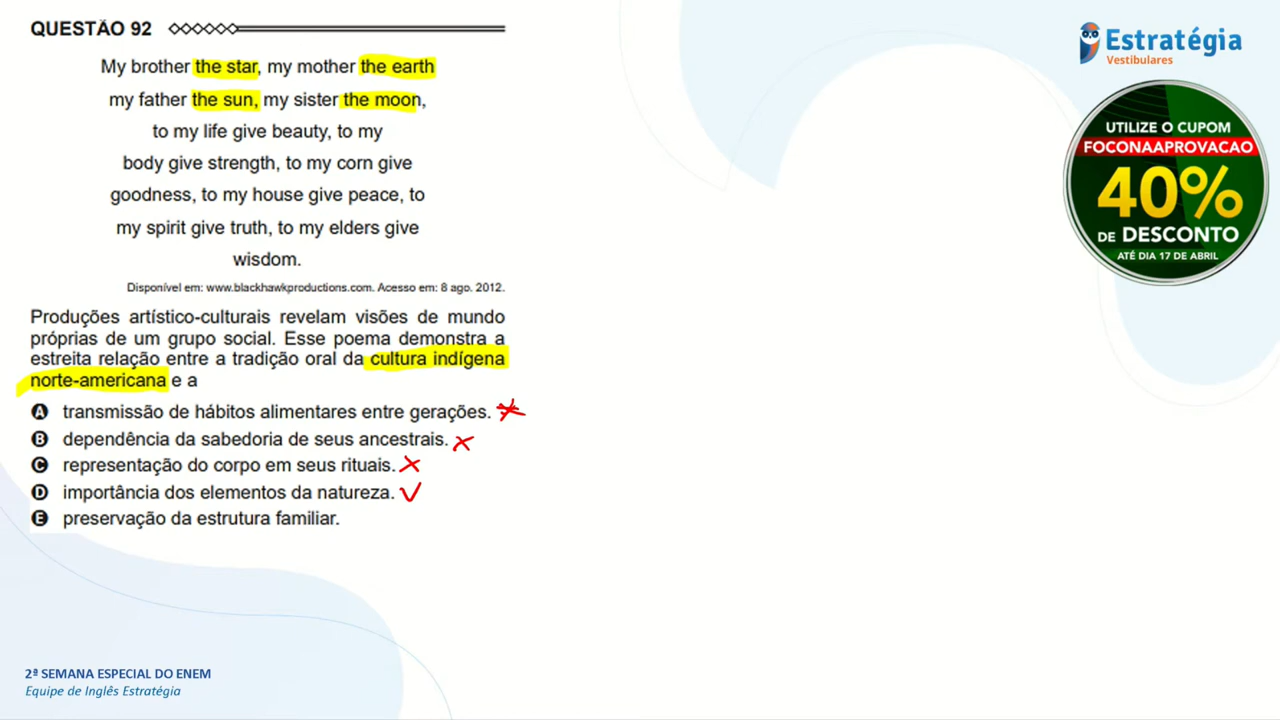 QUESTÃO 92
My brother the star, my mother the earth
my father the sun, my sister the moon,
to my life give beauty, to my
body give strength, to my corn give
goodness, to my house give peace, to
my spirit give truth, to my elders give
wisdom.
Disponível em: www.blackhawkproductions.com. Acesso em: 8 ago. 2012.
Produções artístico-culturais revelam visões de mundo
próprias de um grupo social. Esse poema demonstra a
estreita relação entre a tradição oral da cultura indígena
norte-americana e a
A transmissão de hábitos alimentares entre gerações.
B dependência da sabedoria de seus ancestrais.
C representação do corpo em seus rituais.
D importância dos elementos da natureza.
E preservação da estrutura familiar.
Estratégia
Vestibulares
UTILIZE O CUPOM
FOCONAAPROVACAO
40%
DE DESCONTO
ATÉ DIA 17 DE ABRIL
2ª SEMANA ESPECIAL DO ENEM
Equipe de Inglês Estratégia